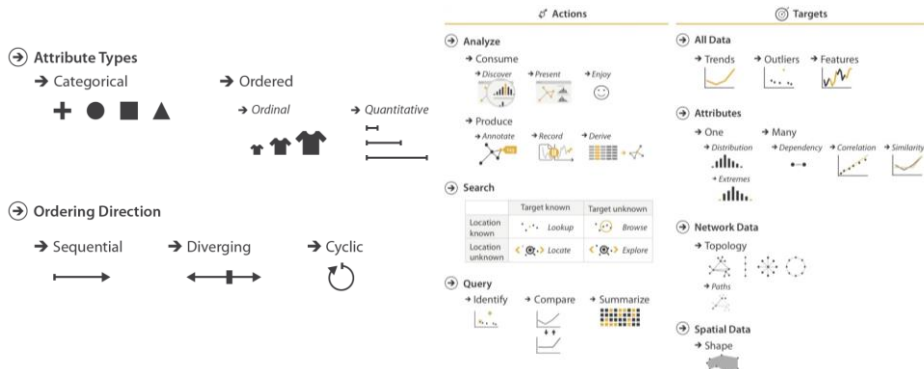 Attribute Types
Categorical
Ordered
Ordinal
Quantitative
Ordering Direction
Sequential
Diverging
Cyclic
Actions
Analyze
Consume
Discover
Present
Enjoy
Produce
Annotate
Record
Derive
Search
Target known
Target unknown
Location known
Lookup
Browse
Location unknown
Locate
Explore
Query
Identify
Compare
Summarize
Targets
All Data
Trends
Outliers
Features
Attributes
One
Many
Distribution
Dependency
Correlation
Similarity
Extremes
Network Data
Topology
Paths
Spatial Data
Shape